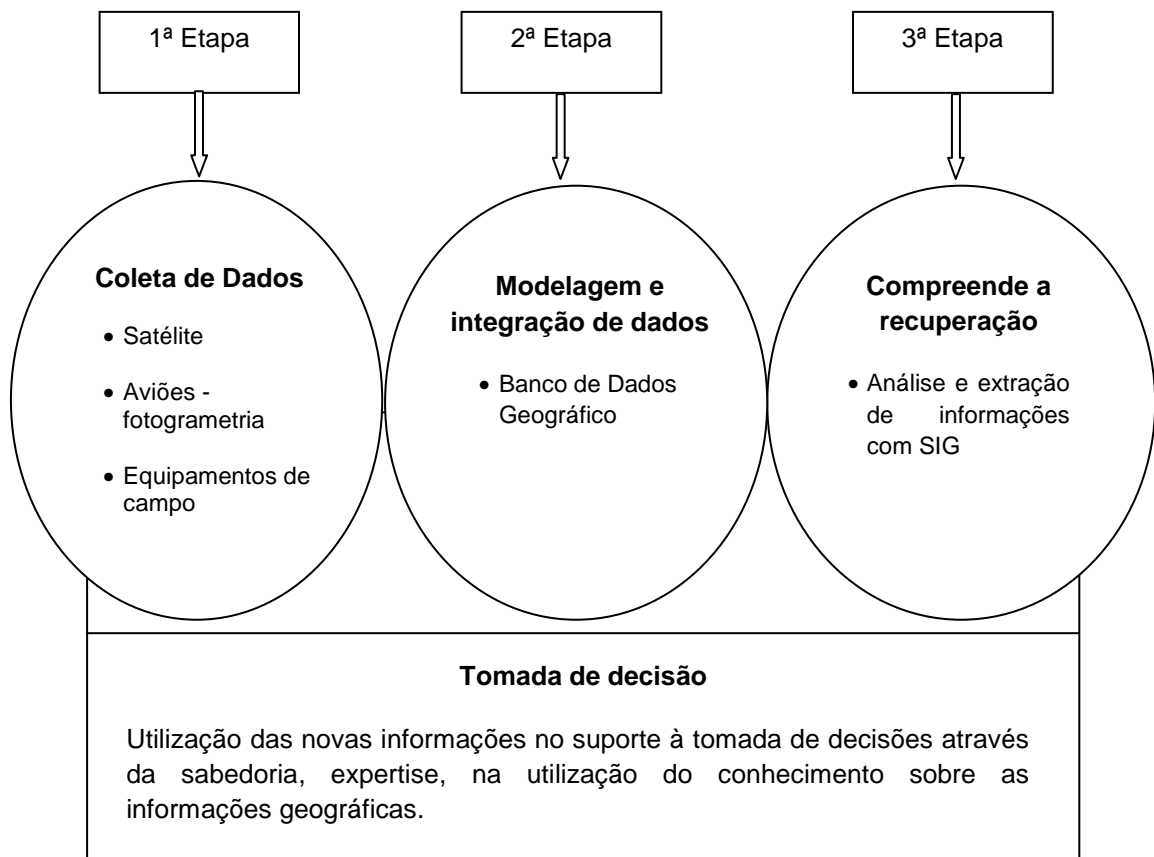 1ª Etapa
2ª Etapa
3ª Etapa
Coleta de Dados
• Satélite
• Aviões -
fotogrametria
• Equipamentos de
campo
Modelagem e
integração de dados
• Banco de Dados
Geográfico
Compreende a
recuperação
• Análise e extração
de informações
com SIG
Tomada de decisão
Utilização das novas informações no suporte à tomada de decisões através
da sabedoria, expertise, na utilização do conhecimento sobre as
informações geográficas.